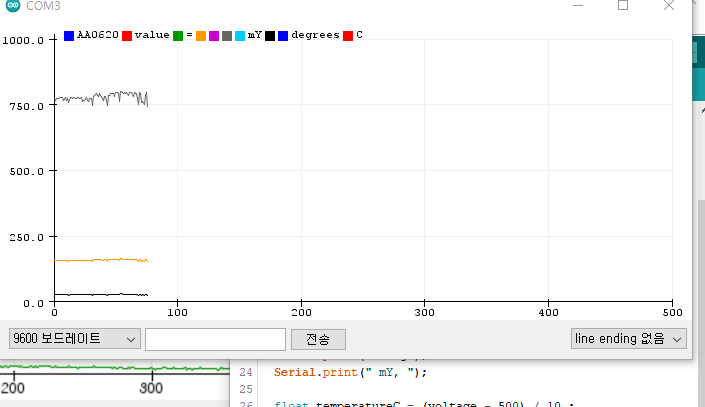 COM3
AA0620 value = mY degrees C
1000.0
750.0
500.0
250.0
0.0
0 100 200 300 400 500
9600 보드레이트 전송 line ending 없음
200 300
24 Serial.print(" mY, ");
25
26 float temperatureC = (voltage - 500) / 10 ;